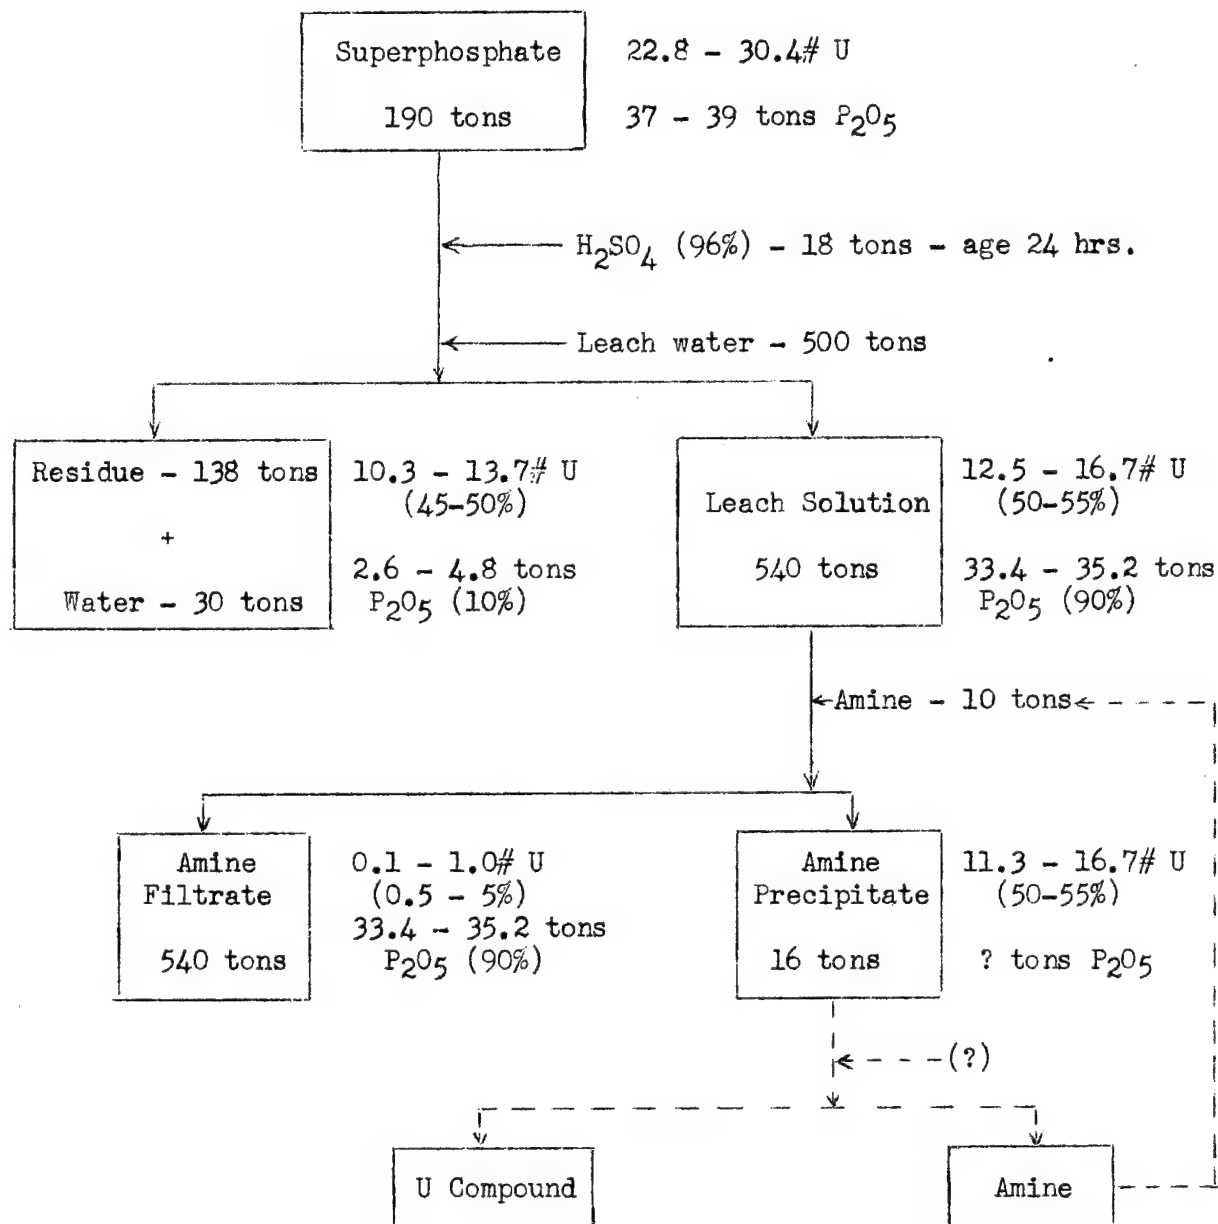 Superphosphate
190 tons
22.8 - 30.4# U
37 - 39 tons P₂O₅
H₂SO₄ (96%) - 18 tons - age 24 hrs.
Leach water - 500 tons
Residue - 138 tons
+
Water - 30 tons
10.3 - 13.7# U
(45-50%)
2.6 - 4.8 tons
P₂O₅ (10%)
Leach Solution
540 tons
12.5 - 16.7# U
(50-55%)
33.4 - 35.2 tons
P₂O₅ (90%)
Amine - 10 tons
Amine
Filtrate
540 tons
0.1 - 1.0# U
(0.5 - 5%)
33.4 - 35.2 tons
P₂O₅ (90%)
Amine
Precipitate
16 tons
11.3 - 16.7# U
(50-55%)
? tons P₂O₅
(?)
U Compound
Amine